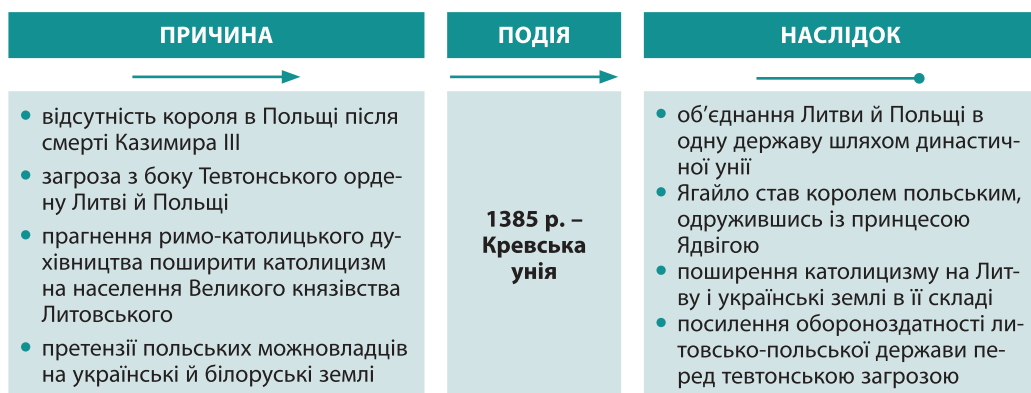 ПРИЧИНА
відсутність короля в Польщі після
смерті Казимира III
загроза з боку Тевтонського орде-
ну Литві й Польщі
прагнення римо-католицького ду-
хівництва поширити католицизм
на населення Великого князівства
Литовського
претензії польських можновладців
на українські й білоруські землі
ПОДІЯ
1385 р. –
Кревська
унія
НАСЛІДОК
об’єднання Литви й Польщі в
одну державу шляхом династич-
ної унії
Ягайло став королем польським,
одружившись із принцесою
Ядвігою
поширення католицизму на Лит-
ву і українські землі в її складі
посилення обороноздатності ли-
товсько-польської держави пе-
ред тевтонською загрозою